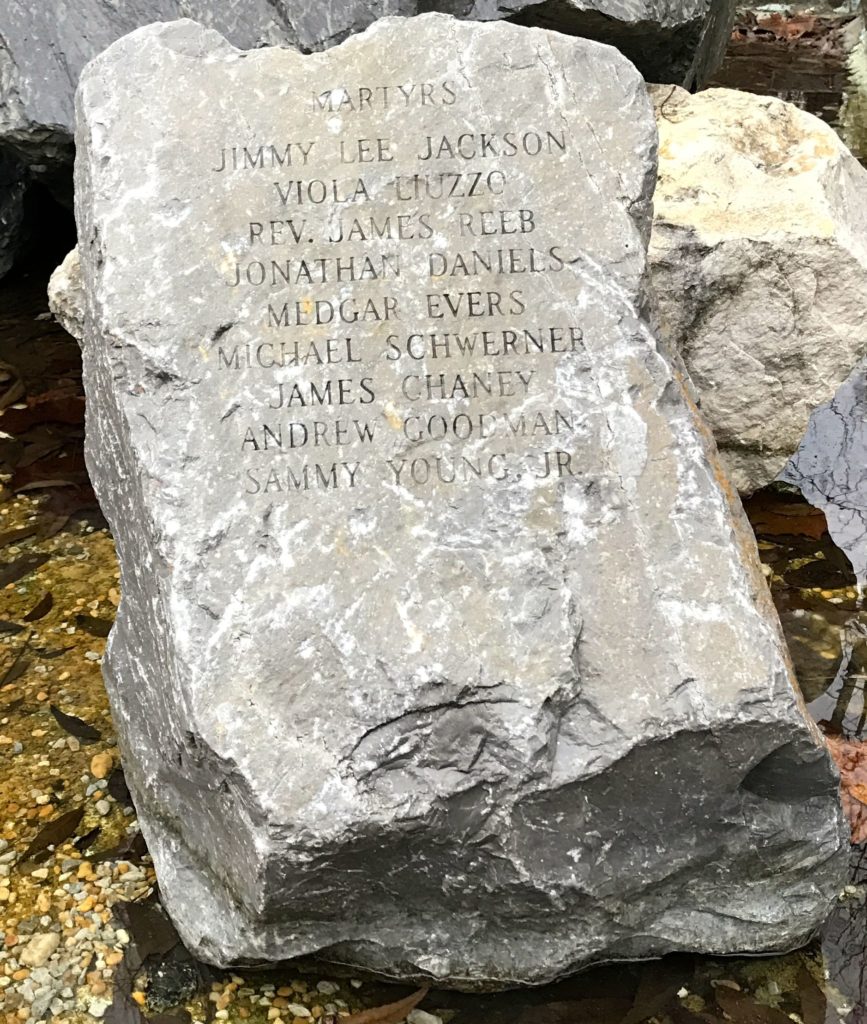 MARTYRS
JIMMY LEE JACKSON
VIOLA LIUZZO
REV. JAMES REEB
JONATHAN DANIELS
MEDGAR EVERS
MICHAEL SCHWERNER
JAMES CHANEY
ANDREW GOODMAN
SAMMY YOUNG, JR.